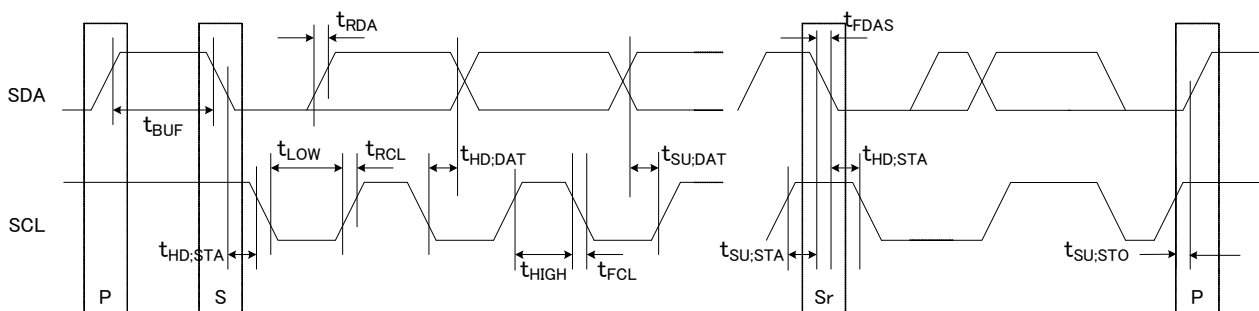 tRDA
tFDAS
SDA
tBUF
tLOW
tRCL
tHD;DAT
tSU;DAT
tHD;STA
SCL
tHD;STA
tHIGH
tFCL
tSU;STA
tSU;STO
P
S
Sr
P